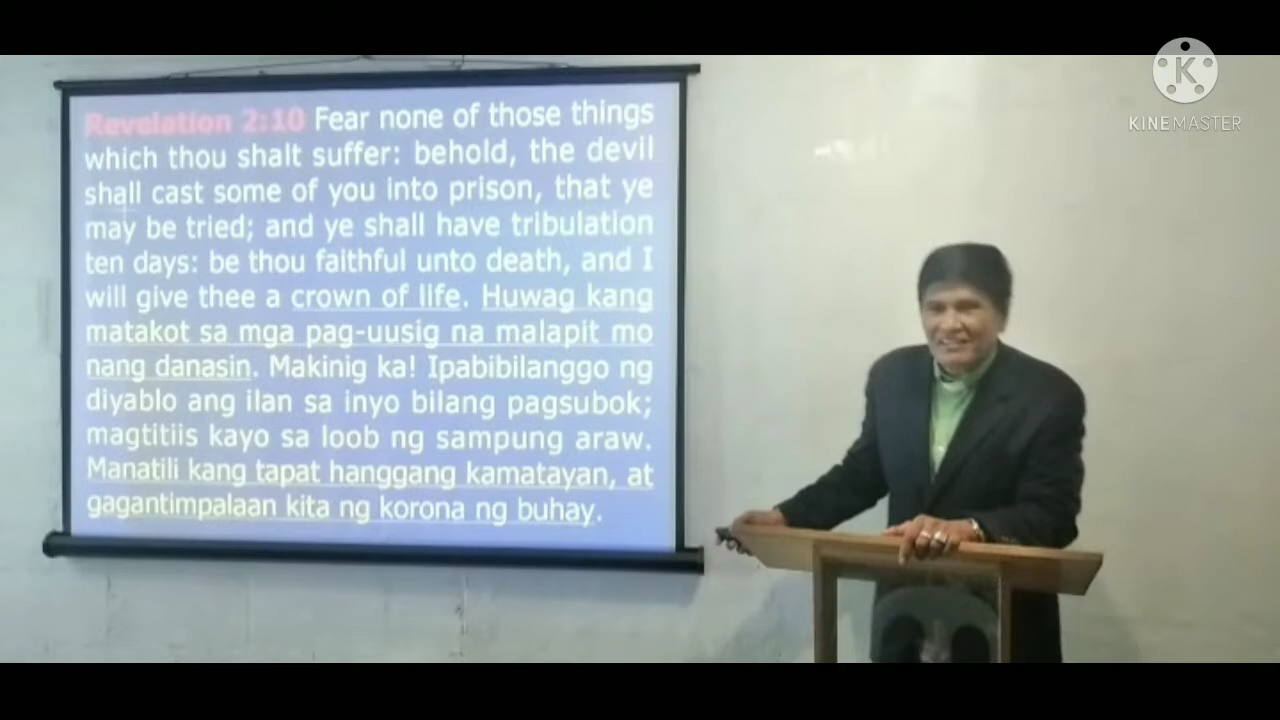 Revelation 2:10 Fear none of those things
which thou shalt suffer: behold, the devil
shall cast some of you into prison, that ye
may be tried; and ye shall have tribulation
ten days: be thou faithful unto death, and I
will give thee a crown of life. Huwag kang
matakot sa mga pag-uusig na malapit mo
nang danasin. Makinig ka! Ipabibilanggo ng
diyablo ang ilan sa inyo bilang pagsubok;
magtitiis kayo sa loob ng sampung araw.
Manatili kang tapat hanggang kamatayan, at
gagantimpalaan kita ng korona ng buhay.
K
KINEMASTER